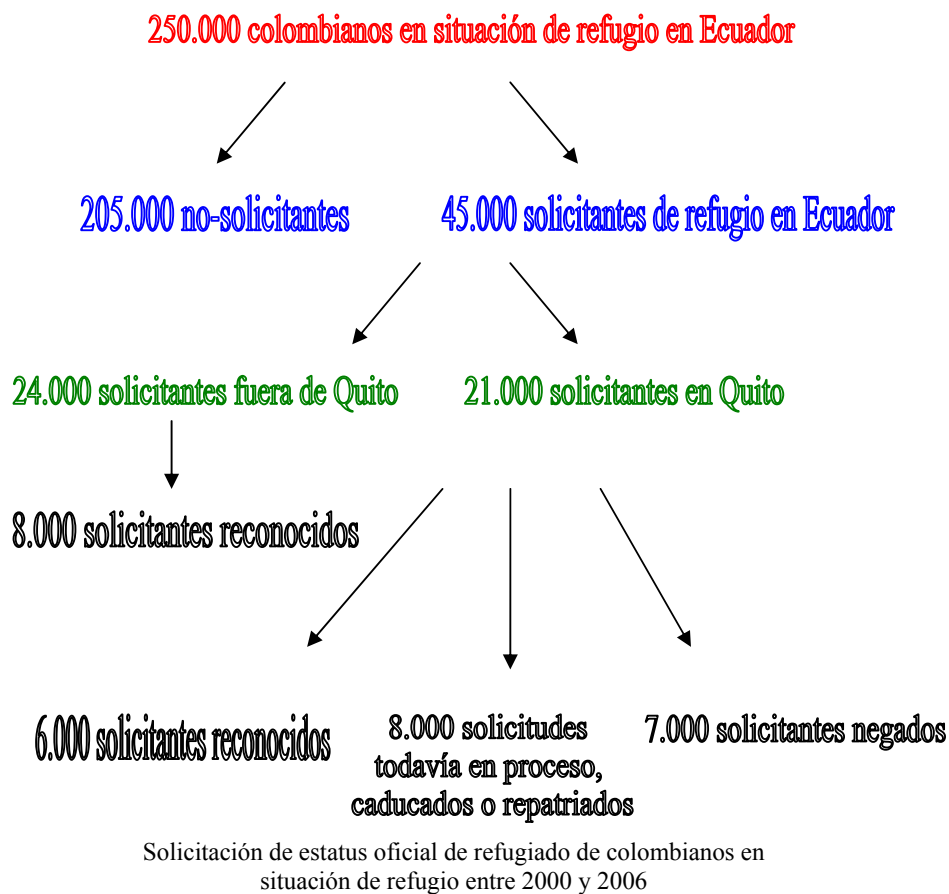 250.000 colombianos en situación de refugio en Ecuador
205.000 no-solicitantes
45.000 solicitantes de refugio en Ecuador
24.000 solicitantes fuera de Quito
21.000 solicitantes en Quito
8.000 solicitantes reconocidos
6.000 solicitantes reconocidos
8.000 solicitudes
todavía en proceso,
caducados o repatriados
7.000 solicitantes negados
Solicitación de estatus oficial de refugiado de colombianos en
situación de refugio entre 2000 y 2006